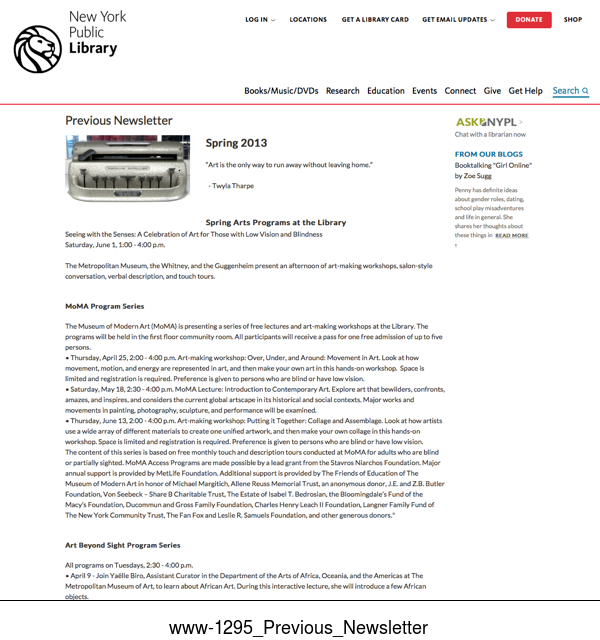 New York
Public
Library
LOG IN
LOCATIONS
GET A LIBRARY CARD
GET EMAIL UPDATES
DONATE
SHOP
Books/Music/DVDs Research Education Events Connect Give Get Help Search
Previous Newsletter
Spring 2013
"Art is the only way to run away without leaving home."
- Twyla Tharpe
Spring Arts Programs at the Library
Seeing with the Senses: A Celebration of Art for Those with Low Vision and Blindness
Saturday, June 1, 1:00 - 4:00 p.m.
The Metropolitan Museum, the Whitney, and the Guggenheim present an afternoon of art-making workshops, salon-style
conversation, verbal description, and touch tours.
MoMA Program Series
The Museum of Modern Art (MoMA) is presenting a series of free lectures and art-making workshops at the Library. The
programs will be held in the first floor community room. All participants will receive a pass for one free admission of up to five
persons.
• Thursday, April 25, 2:00 - 4:00 p.m. Art-making workshop: Over, Under, and Around: Movement in Art. Look at how
movement, motion, and energy are represented in art, and then make your own art in this hands-on workshop. Space is
limited and registration is required. Preference is given to persons who are blind or have low vision.
• Saturday, May 18, 2:30 - 4:00 p.m. MoMA Lecture: Introduction to Contemporary Art. Explore art that bewilders, confronts,
amazes, and inspires, and considers the current global artscape in its historical and social contexts. Major works and
movements in painting, photography, sculpture, and performance will be examined.
• Thursday, June 13, 2:00 - 4:00 p.m. Art-making workshop: Putting it Together: Collage and Assemblage. Look at how artists
use a wide array of different materials to create one unified artwork, and then make your own collage in this hands-on
workshop. Space is limited and registration is required. Preference is given to persons who are blind or have low vision.
The content of this series is based on free monthly touch and description tours conducted at MoMA for adults who are blind
or partially sighted. MoMA Access Programs are made possible by a lead grant from the Stavros Niarchos Foundation. Major
annual support is provided by MetLife Foundation. Additional support is provided by The Friends of Education of The
Museum of Modern Art in honor of Michael Margitich, Allene Reuss Memorial Trust, an anonymous donor, J.E. and Z.B. Butler
Foundation, Von Seebeck – Share B Charitable Trust, The Estate of Isabel T. Bedrosian, the Bloomingdale's Fund of the
Macy's Foundation, Ducommun and Gross Family Foundation, Charles Henry Leach II Foundation, Langner Family Fund of
The New York Community Trust, The Fan Fox and Leslie R. Samuels Foundation, and other generous donors."
Art Beyond Sight Program Series
All programs on Tuesdays, 2:30 - 4:00 p.m.
• April 9 - Join Yaëlle Biro, Assistant Curator in the Department of the Arts of Africa, Oceania, and the Americas at The
Metropolitan Museum of Art, to learn about African Art. During this interactive lecture, she will introduce a few African
objects.
ASK NYPL >
Chat with a librarian now
FROM OUR BLOGS
Booktalking "Girl Online"
by Zoe Sugg
Penny has definite ideas
about gender roles, dating,
school play misadventures
and life in general. She
shares her thoughts about
these things in READ MORE
www-1295_Previous_Newsletter